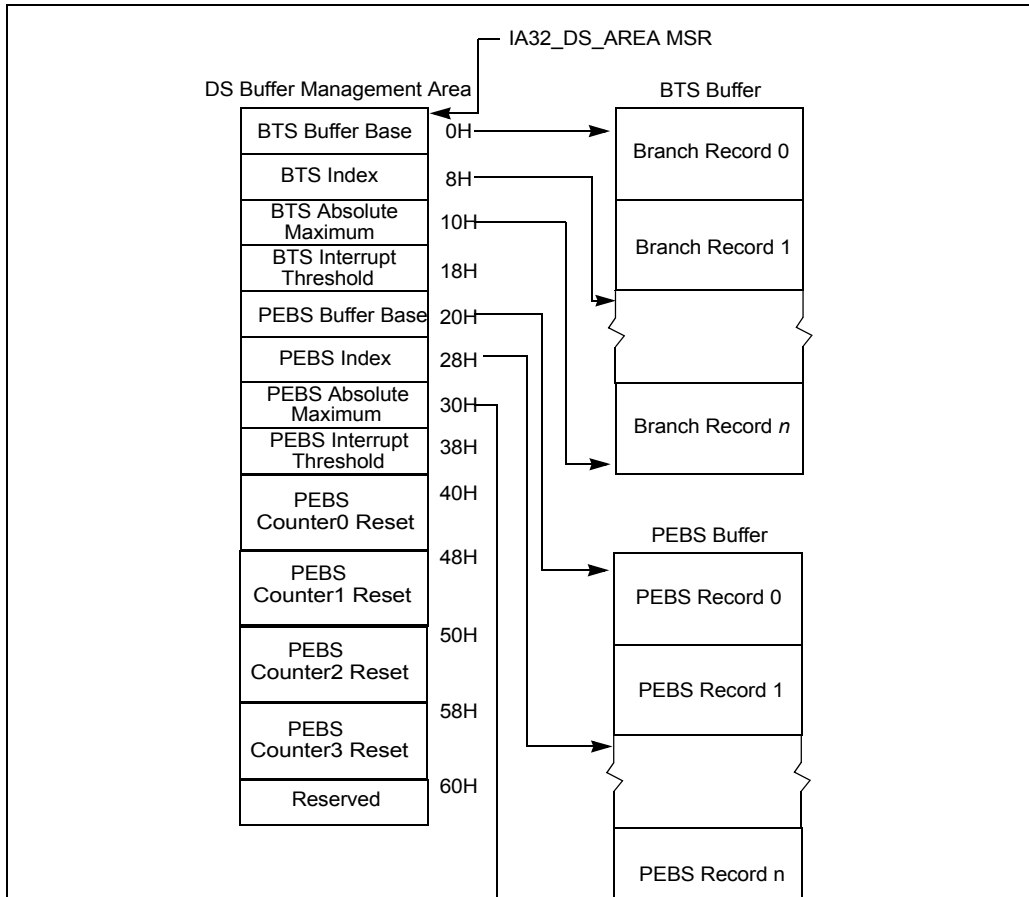 IA32_DS_AREA MSR
DS Buffer Management Area
BTS Buffer Base
0H
BTS Index
8H
BTS Absolute
Maximum
10H
BTS Interrupt
Threshold
18H
PEBS Buffer Base
20H
PEBS Index
28H
PEBS Absolute
Maximum
30H
PEBS Interrupt
Threshold
38H
PEBS
Counter0 Reset
40H
PEBS
Counter1 Reset
48H
PEBS
Counter2 Reset
50H
PEBS
Counter3 Reset
58H
Reserved
60H
BTS Buffer
Branch Record 0
Branch Record 1
Branch Record n
PEBS Buffer
PEBS Record 0
PEBS Record 1
PEBS Record n